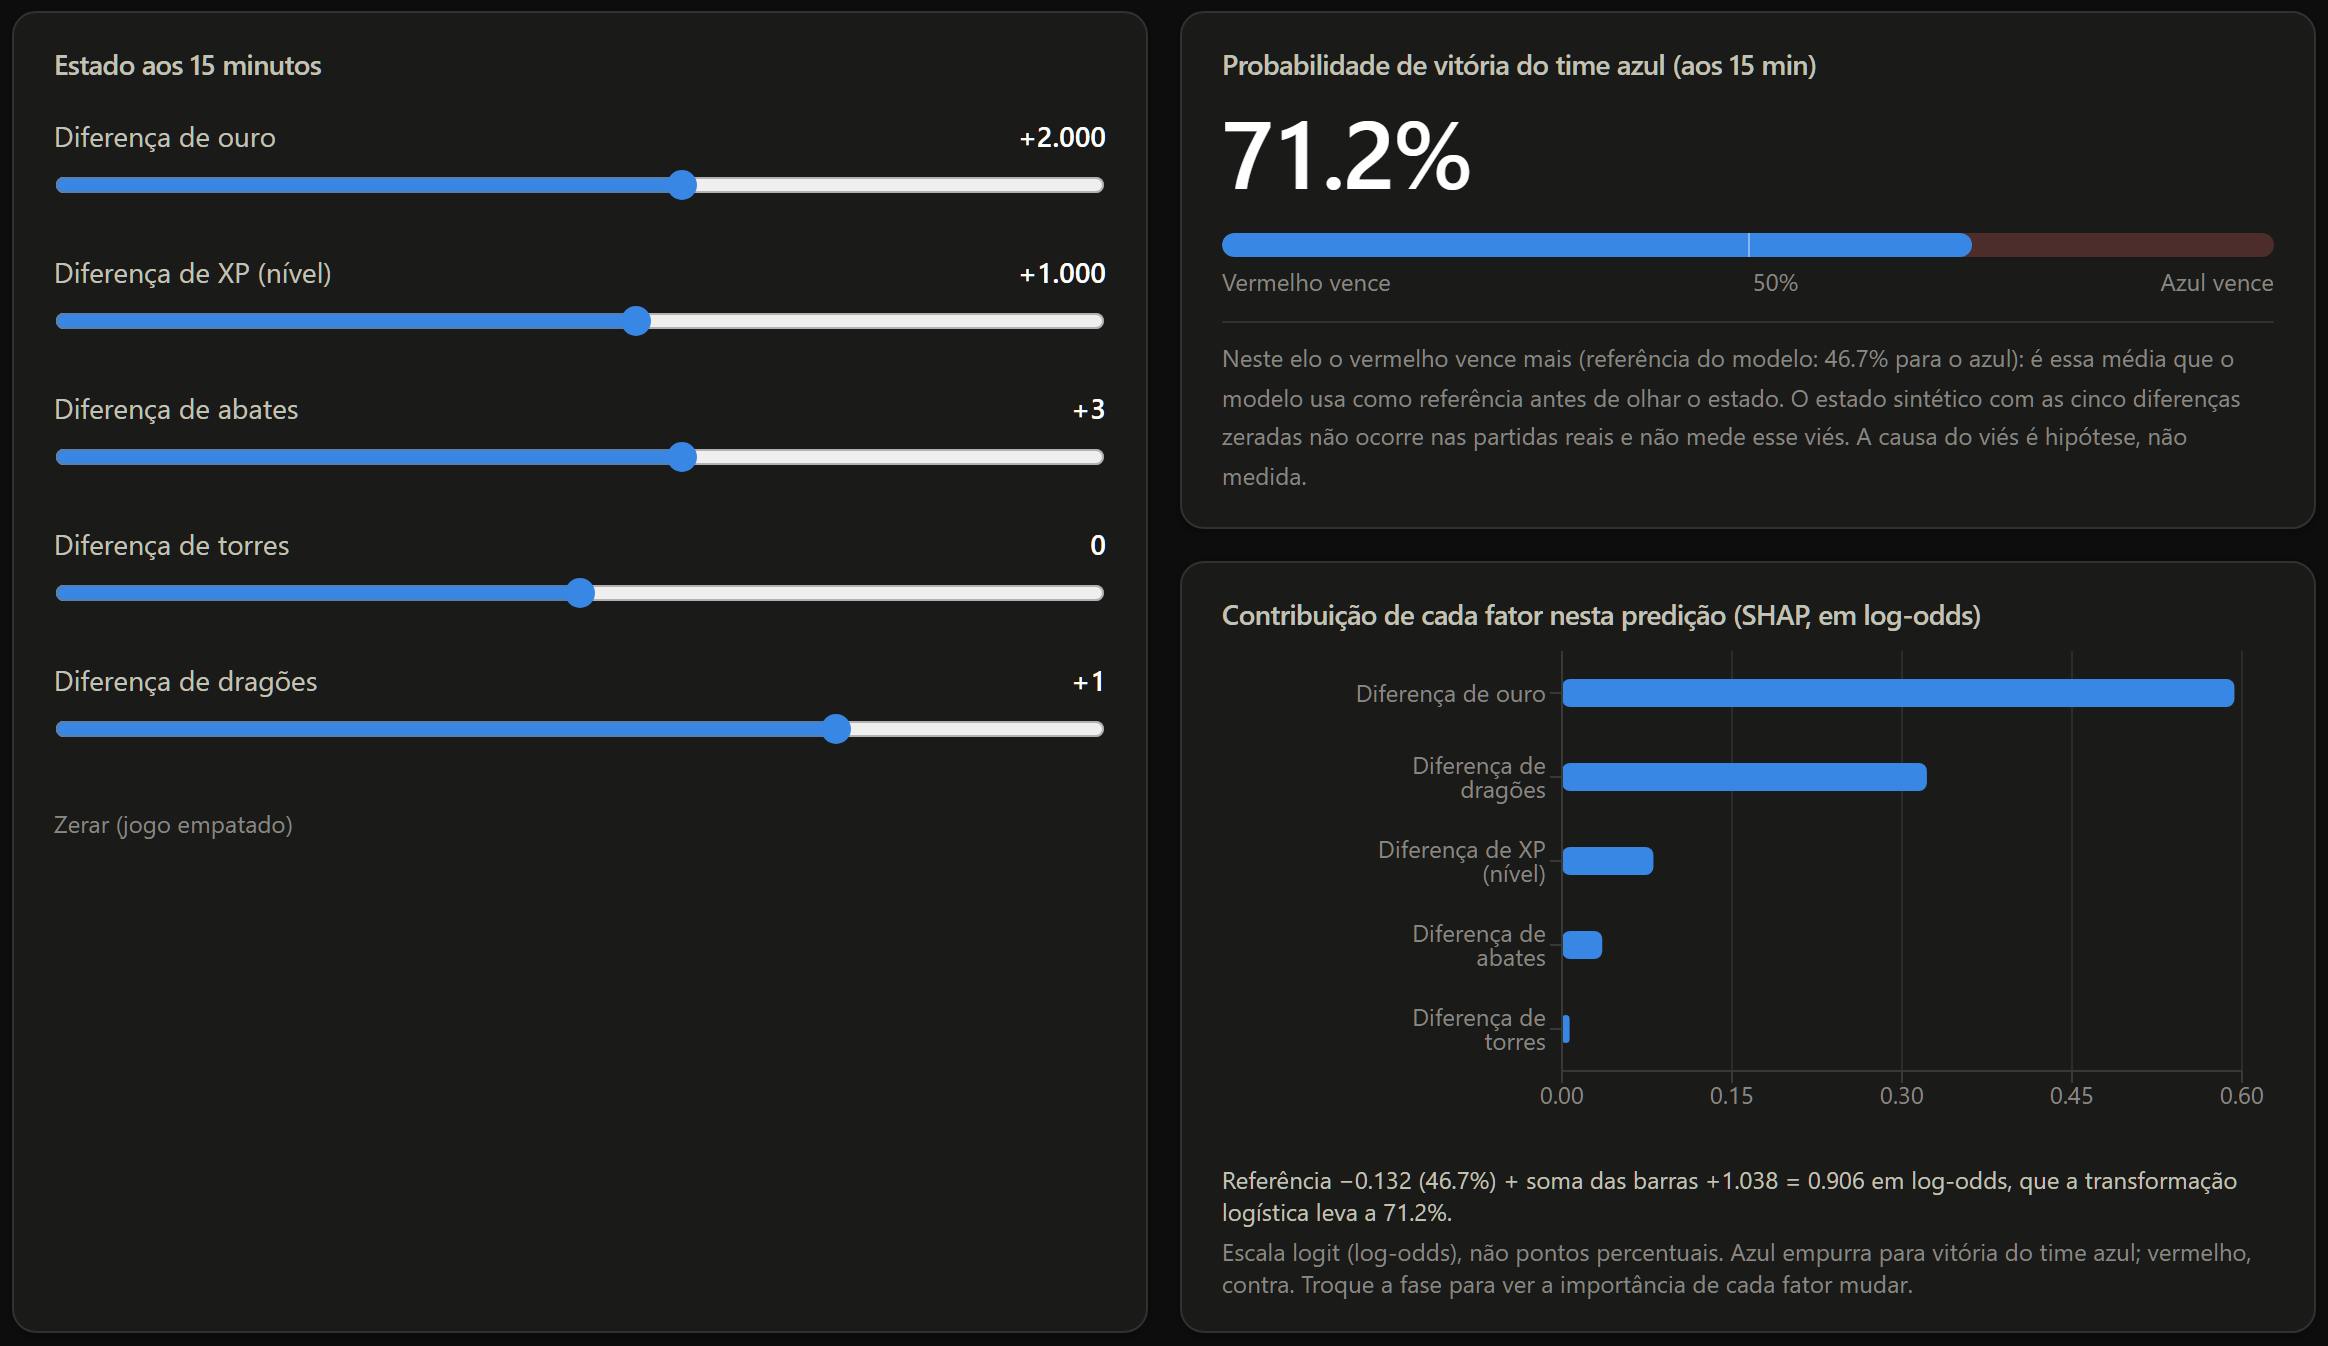 Estado aos 15 minutos
Diferença de ouro
+2.000
Diferença de XP (nível)
+1.000
Diferença de abates
+3
Diferença de torres
0
Diferença de dragões
+1
Zerar (jogo empatado)
Probabilidade de vitória do time azul (aos 15 min)
71.2%
Vermelho vence
50%
Azul vence
Neste elo o vermelho vence mais (referência do modelo: 46.7% para o azul): é essa média que o
modelo usa como referência antes de olhar o estado. O estado sintético com as cinco diferenças
zeradas não ocorre nas partidas reais e não mede esse viés. A causa do viés é hipótese, não
medida.
Contribuição de cada fator nesta predição (SHAP, em log-odds)
Diferença de ouro
Diferença de
dragões
Diferença de XP
(nível)
Diferença de
abates
Diferença de
torres
0.00
0.15
0.30
0.45
0.60
Referência −0.132 (46.7%) + soma das barras +1.038 = 0.906 em log-odds, que a transformação
logística leva a 71.2%.
Escala logit (log-odds), não pontos percentuais. Azul empurra para vitória do time azul; vermelho,
contra. Troque a fase para ver a importância de cada fator mudar.